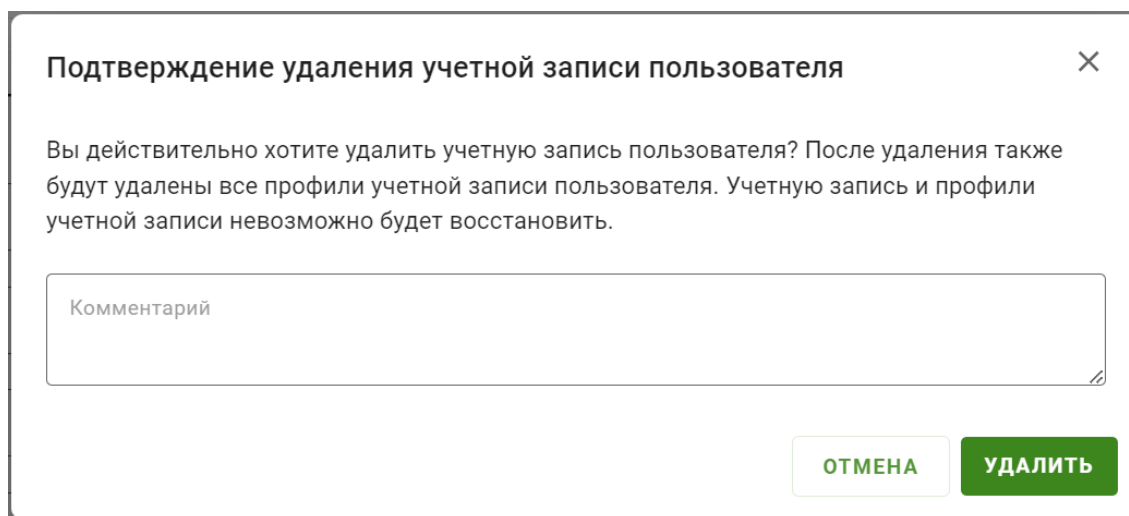 Подтверждение удаления учетной записи пользователя
Вы действительно хотите удалить учетную запись пользователя? После удаления также
будут удалены все профили учетной записи пользователя. Учетную запись и профили
учетной записи невозможно будет восстановить.
Комментарий
ОТМЕНА УДАЛИТЬ